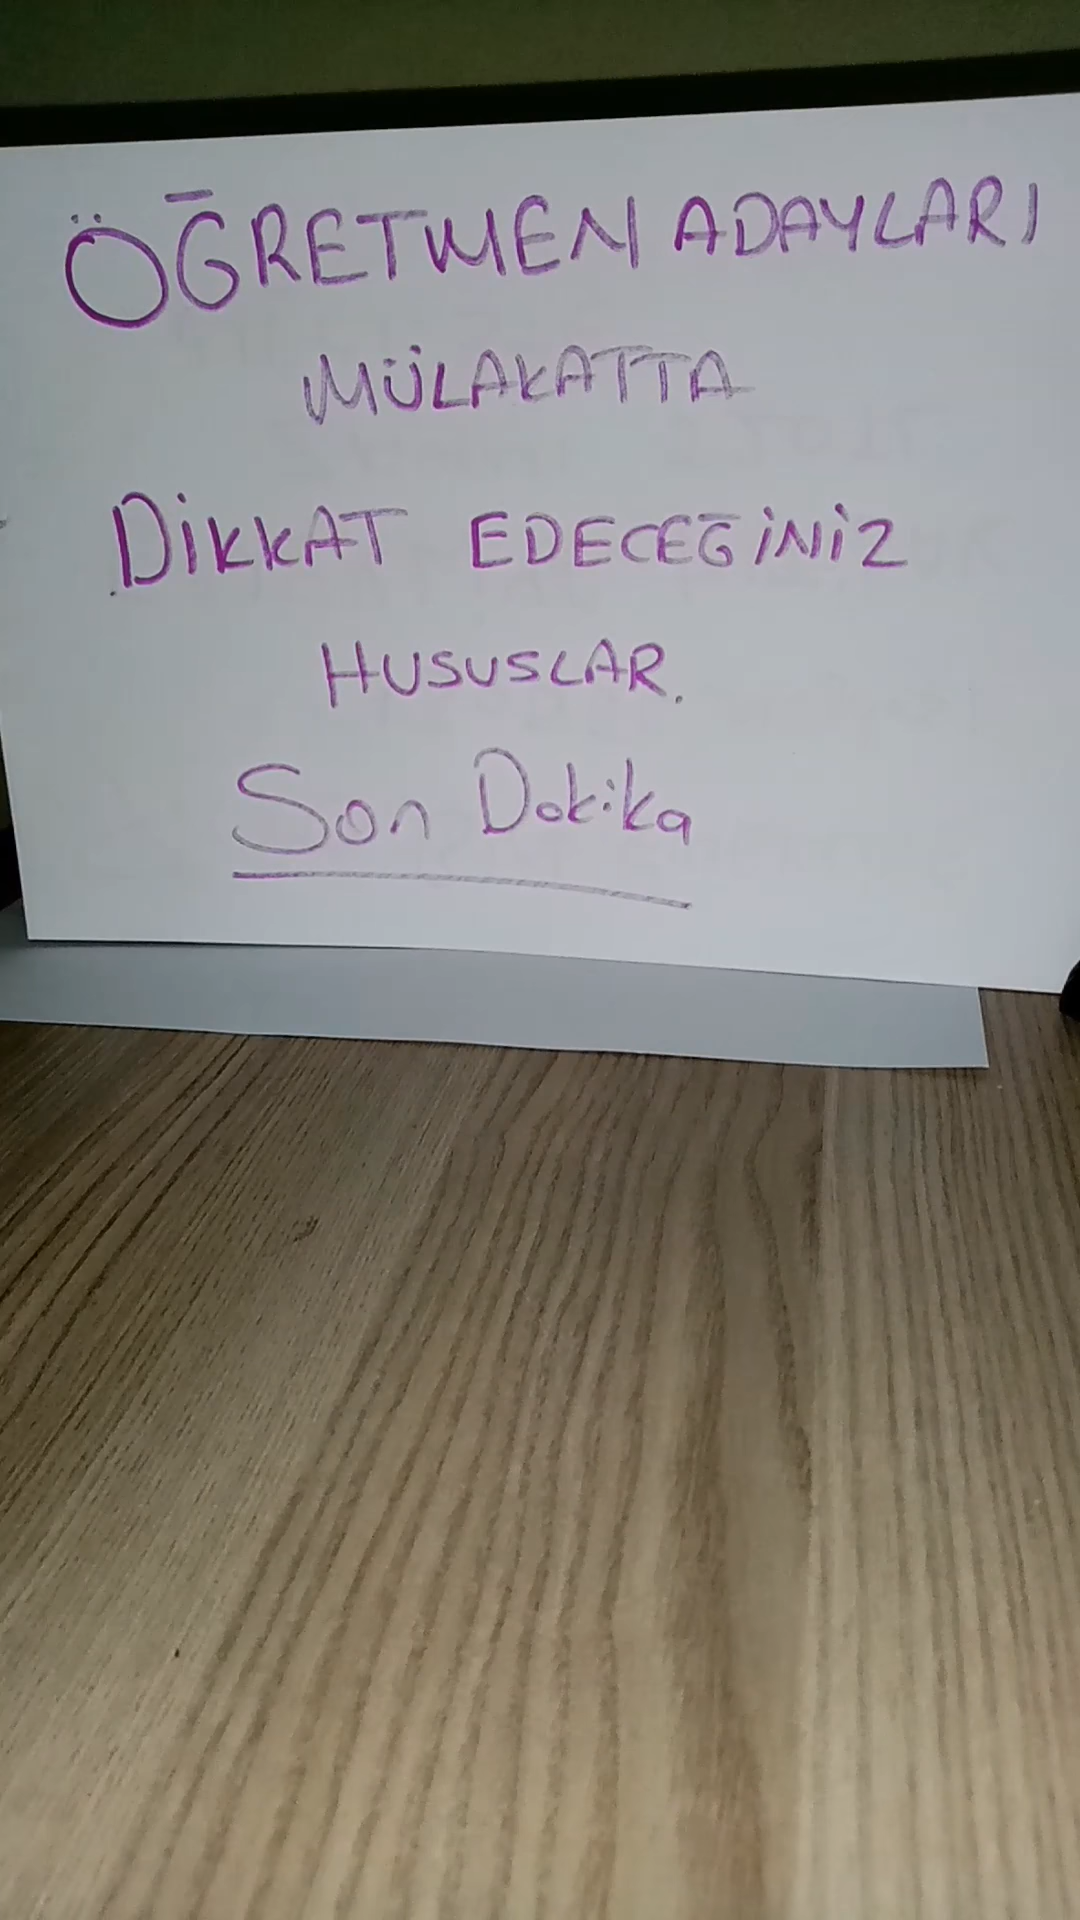 ÖĞRETMEN ADAYLARI
MÜLAKATTA
DİKKAT EDECEĞİNİZ
HUSUSLAR.
Son Dakika